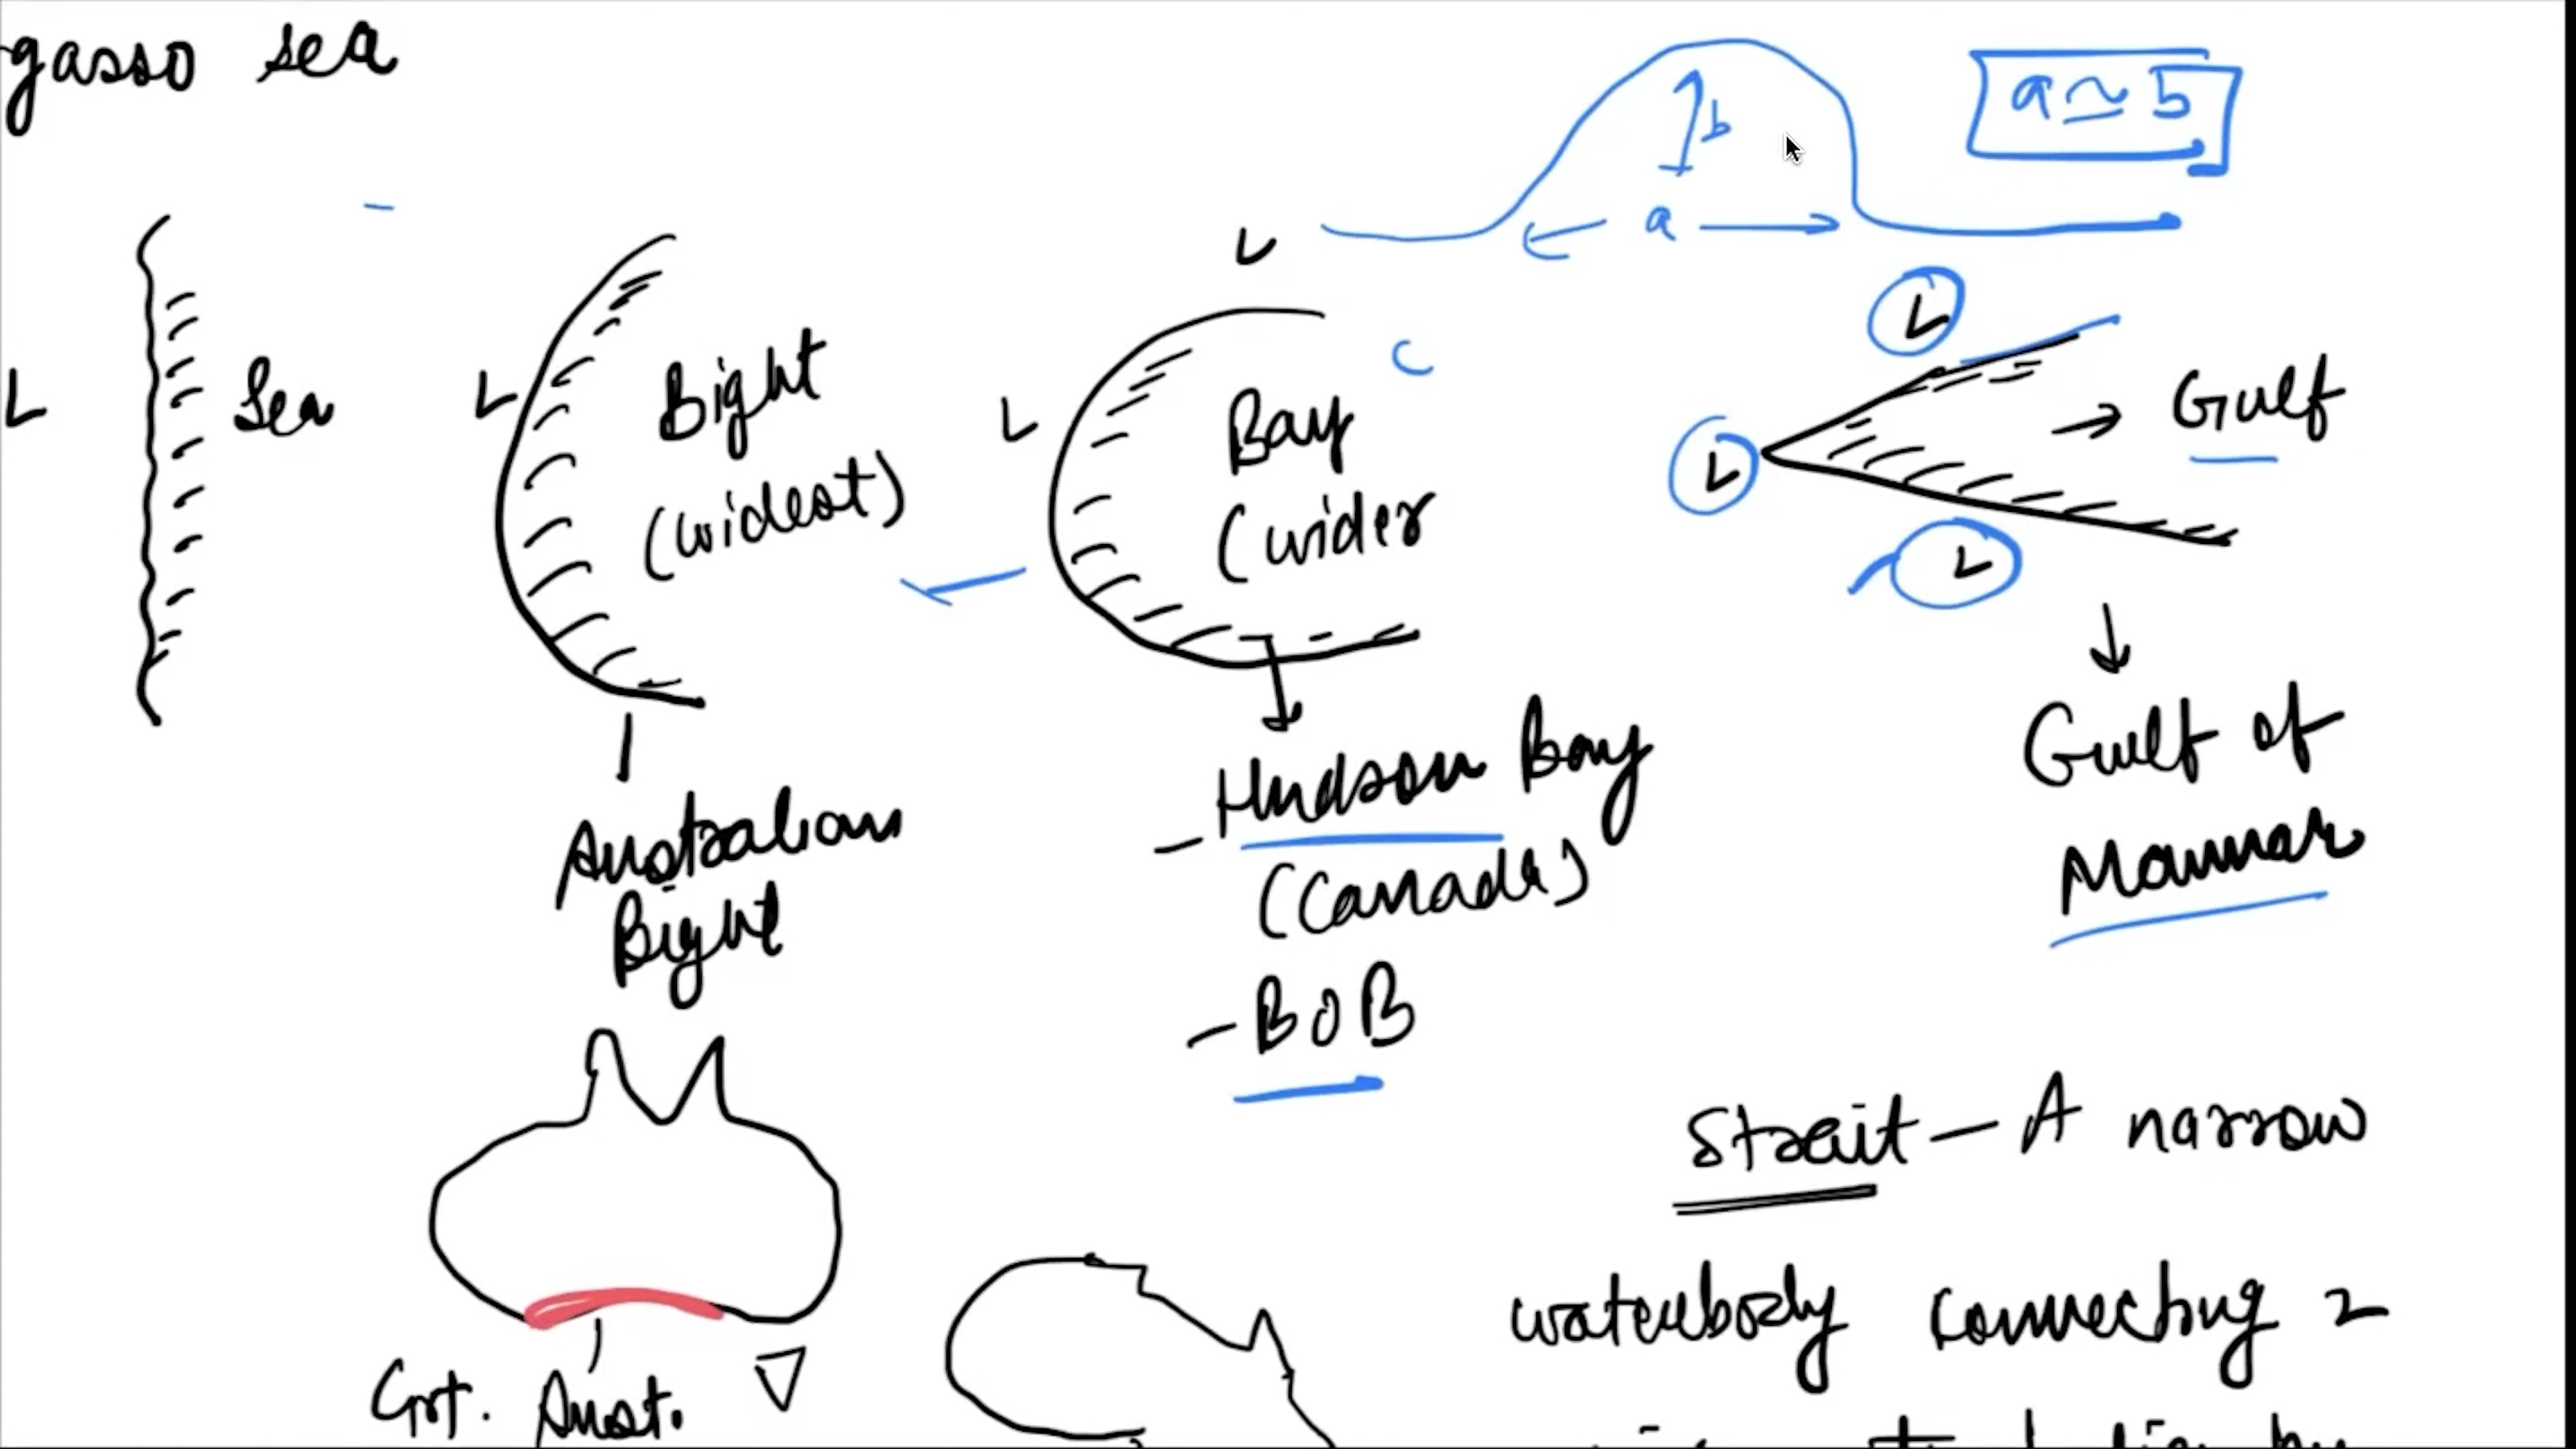 gasso sea
b
a ≃ b
a
L
L
L
L
L
L
L
Sea
Bight
(widest)
Bay
(wider
Gulf
Australian
Bight
- Hudson Bay
(Canada)
- BOB
Gulf of
Mannar
Strait - A narrow
waterbody connecting 2
Grt. Aust.